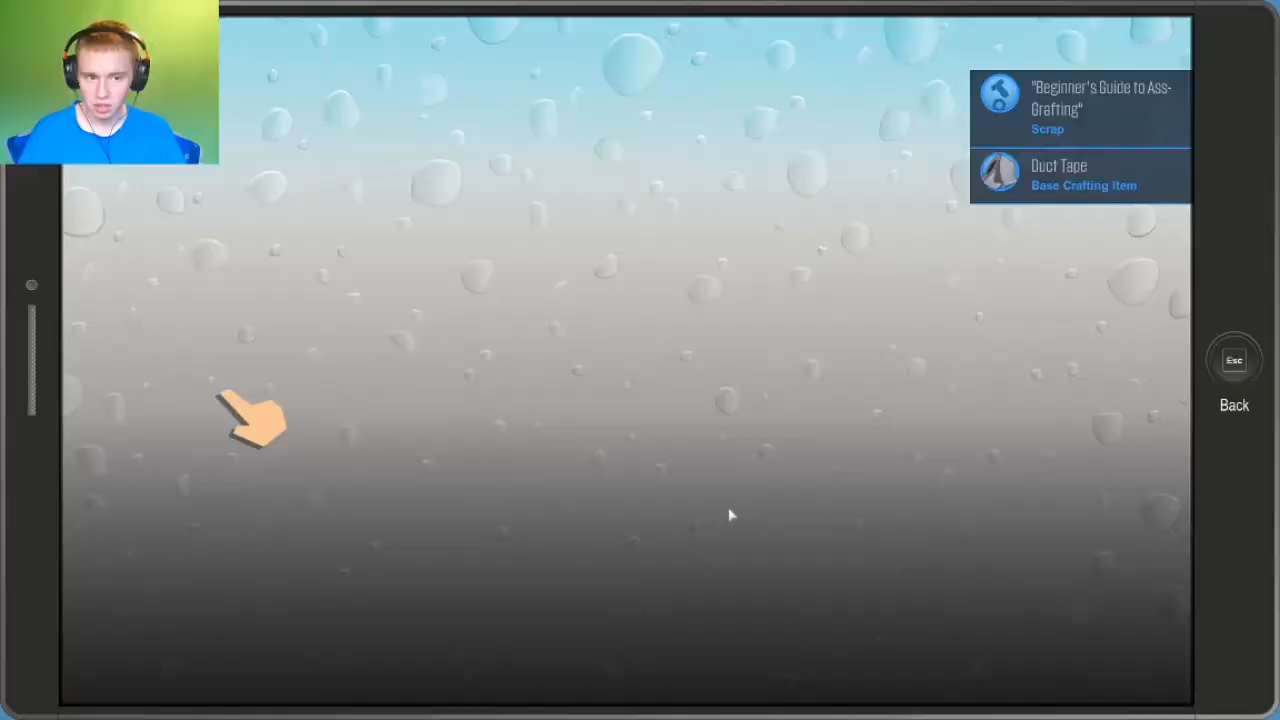 "Beginner's Guide to Ass-
Grafting"
Scrap
Duct Tape
Base Crafting Item
Esc
Back